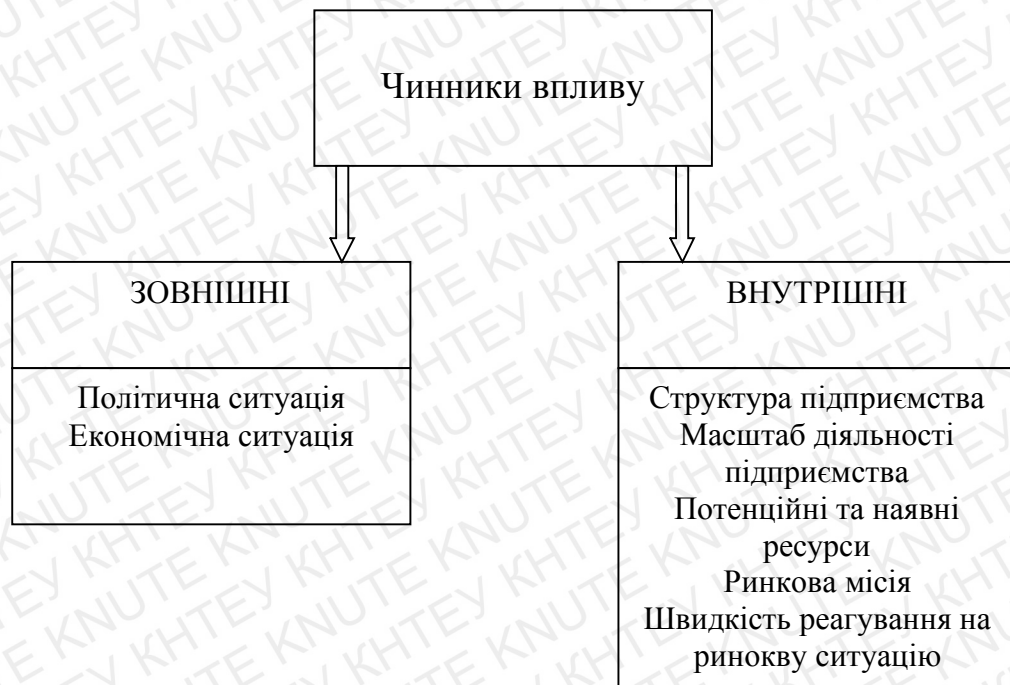 Чинники впливу
ЗОВНІШНІ
Політична ситуація
Економічна ситуація
ВНУТРІШНІ
Структура підприємства
Масштаб діяльності
підприємства
Потенційні та наявні
ресурси
Ринкова місія
Швидкість реагування на
ринокву ситуацію